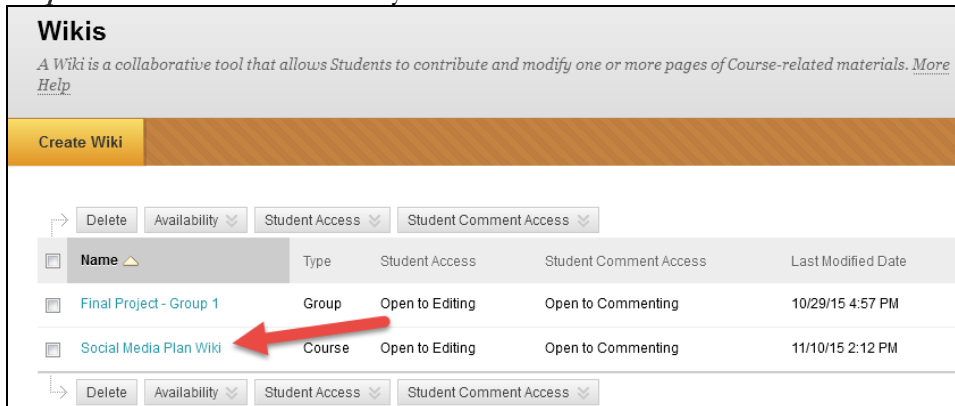 Wikis
A Wiki is a collaborative tool that allows Students to contribute and modify one or more pages of Course-related materials. More
Help
Create Wiki
Delete Availability Student Access Student Comment Access
Name Type Student Access Student Comment Access Last Modified Date
Final Project - Group 1 Group Open to Editing Open to Commenting 10/29/15 4:57 PM
Social Media Plan Wiki Course Open to Editing Open to Commenting 11/10/15 2:12 PM
Delete Availability Student Access Student Comment Access